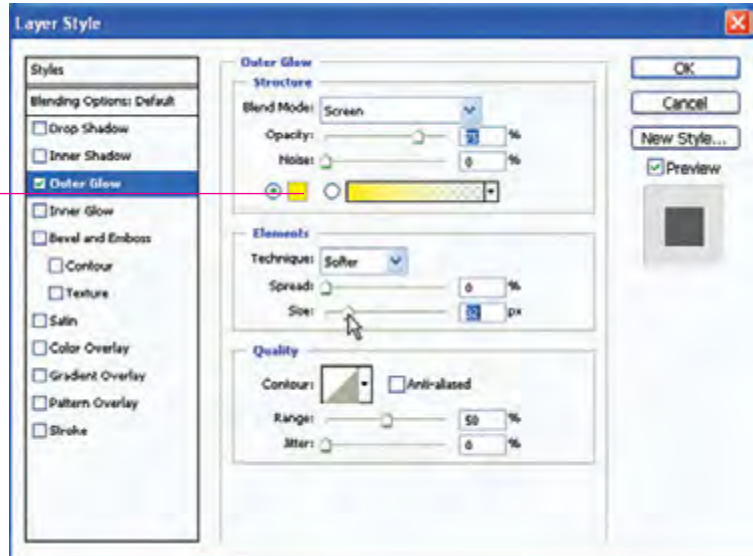 Layer Style
Styles
Blending Options: Default
Drop Shadow
Inner Shadow
Outer Glow
Inner Glow
Bevel and Emboss
Contour
Texture
Satin
Color Overlay
Gradient Overlay
Pattern Overlay
Stroke
Outer Glow
Structure
Blend Mode: Screen
Opacity: 75 %
Noise: 0 %
Elements
Technique: Softer
Spread: 0 %
Size: px
Quality
Contour: Anti-aliased
Range: 50 %
Jitter: 0 %
OK
Cancel
New Style...
Preview